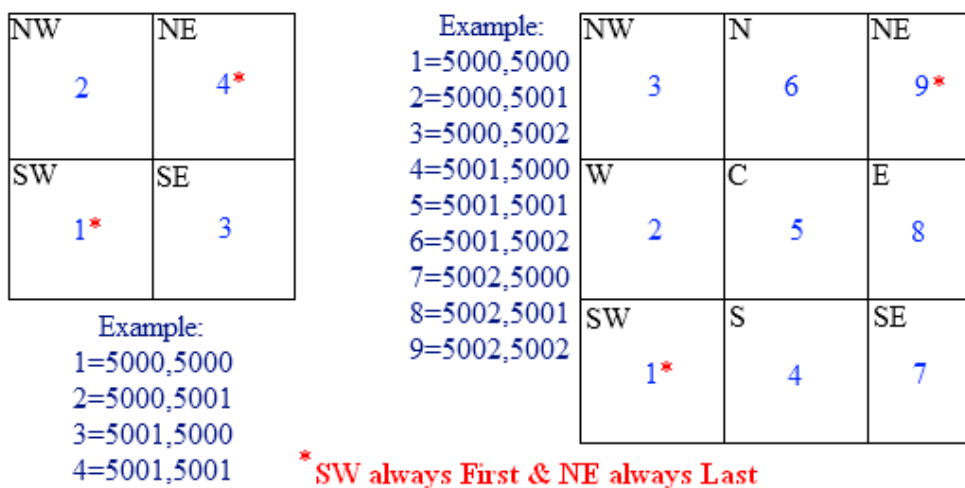 NW NE
2 4*
SW SE
1* 3
Example:
1=5000,5000
2=5000,5001
3=5001,5000
4=5001,5001
Example:
1=5000,5000
2=5000,5001
3=5000,5002
4=5001,5000
5=5001,5001
6=5001,5002
7=5002,5000
8=5002,5001
9=5002,5002
NW N NE
3 6 9*
W C E
2 5 8
SW S SE
1* 4 7
*SW always First & NE always Last